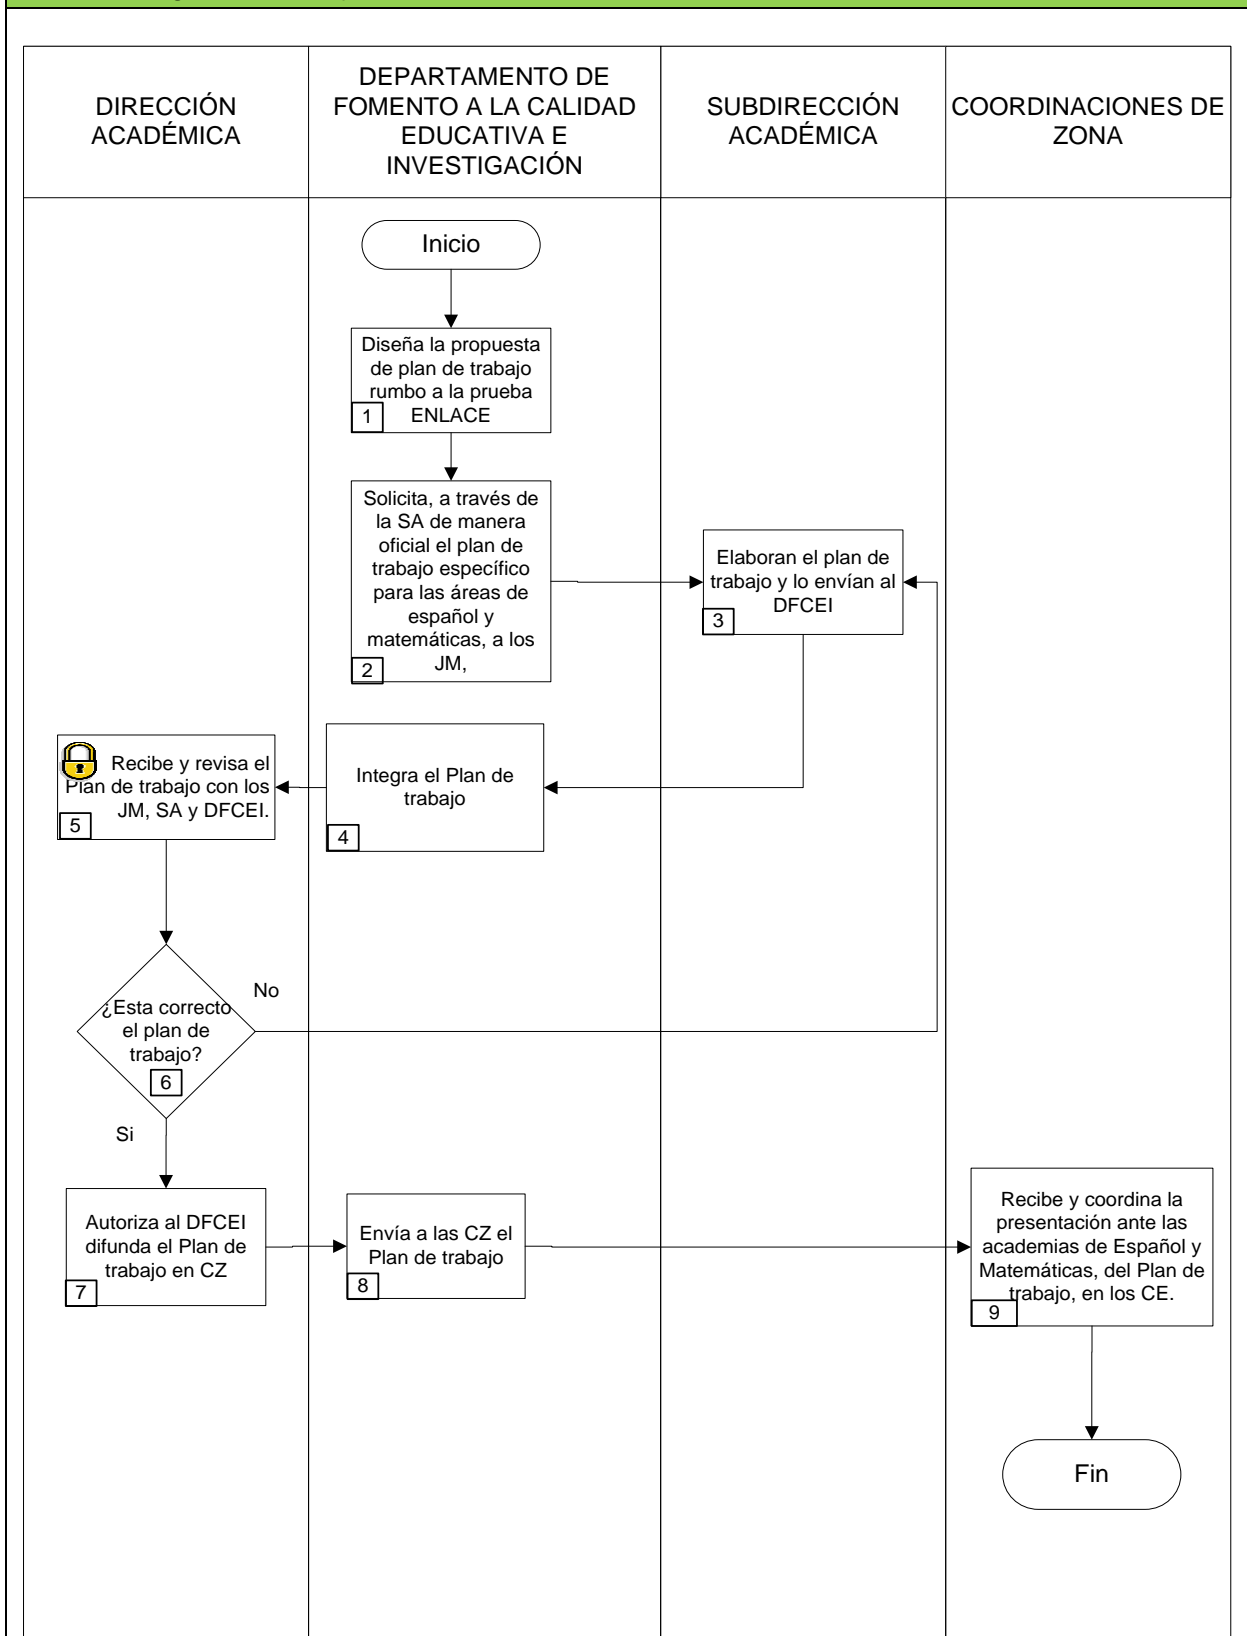 DIRECCIÓN
ACADÉMICA
DEPARTAMENTO DE
FOMENTO A LA CALIDAD
EDUCATIVA E
INVESTIGACIÓN
SUBDIRECCIÓN
ACADÉMICA
COORDINACIONES DE
ZONA
Inicio
Diseña la propuesta
de plan de trabajo
rumbo a la prueba
ENLACE
1
Solicita, a través de
la SA de manera
oficial el plan de
trabajo específico
para las áreas de
español y
matemáticas, a los
JM,
2
Elaboran el plan de
trabajo y lo envían al
DFCEI
3
Integra el Plan de
trabajo
4
Recibe y revisa el
Plan de trabajo con los
JM, SA y DFCEI.
5
¿Esta correcto
el plan de
trabajo?
6
No
Si
Autoriza al DFCEI
difunda el Plan de
trabajo en CZ
7
Envía a las CZ el
Plan de trabajo
8
Recibe y coordina la
presentación ante las
academias de Español y
Matemáticas, del Plan de
trabajo, en los CE.
9
Fin